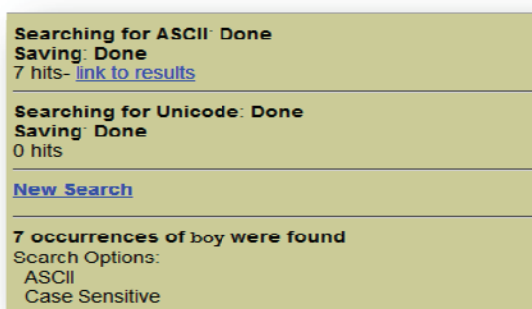 Searching for ASCII: Done
Saving: Done
7 hits- link to results
Searching for Unicode: Done
Saving: Done
0 hits
New Search
7 occurrences of boy were found
Search Options:
ASCII
Case Sensitive